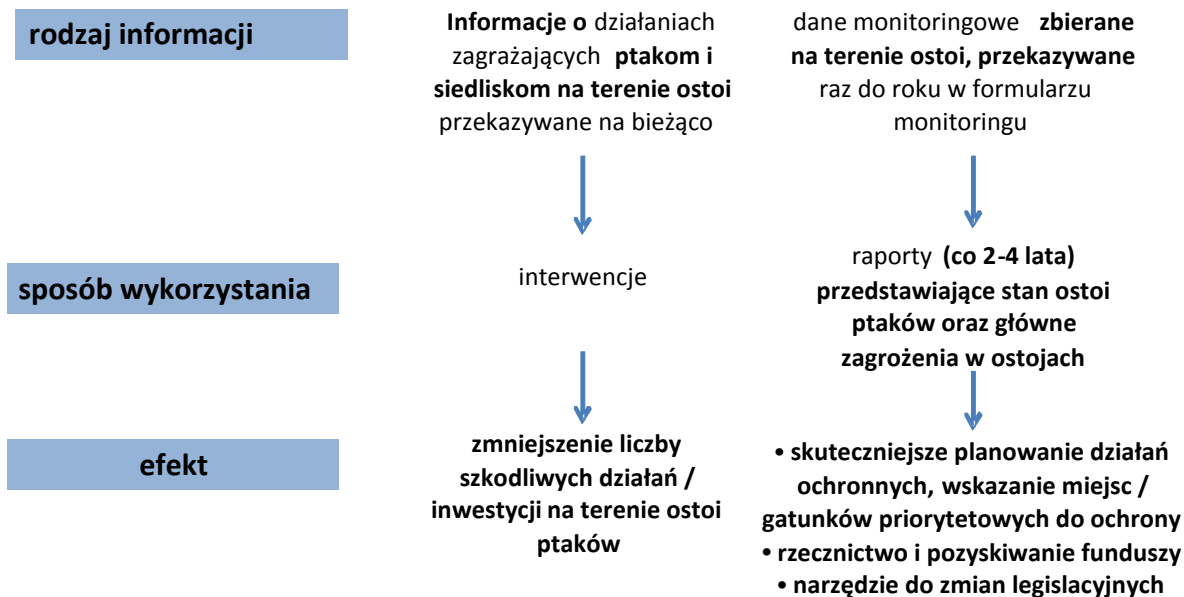 rodzaj informacji
Informacje o działaniach
zagrażających ptakom i
siedliskom na terenie ostoi
przekazywane na bieżąco
dane monitoringowe zbierane
na terenie ostoi, przekazywane
raz do roku w formularzu
monitoringu
sposób wykorzystania
interwencje
raporty (co 2-4 lata)
przedstawiające stan ostoi
ptaków oraz główne
zagrożenia w ostojach
efekt
zmniejszenie liczby
szkodliwych działań /
inwestycji na terenie ostoi
ptaków
• skuteczniejsze planowanie działań
ochronnych, wskazanie miejsc /
gatunków priorytetowych do ochrony
• rzecznictwo i pozyskiwanie funduszy
• narzędzie do zmian legislacyjnych